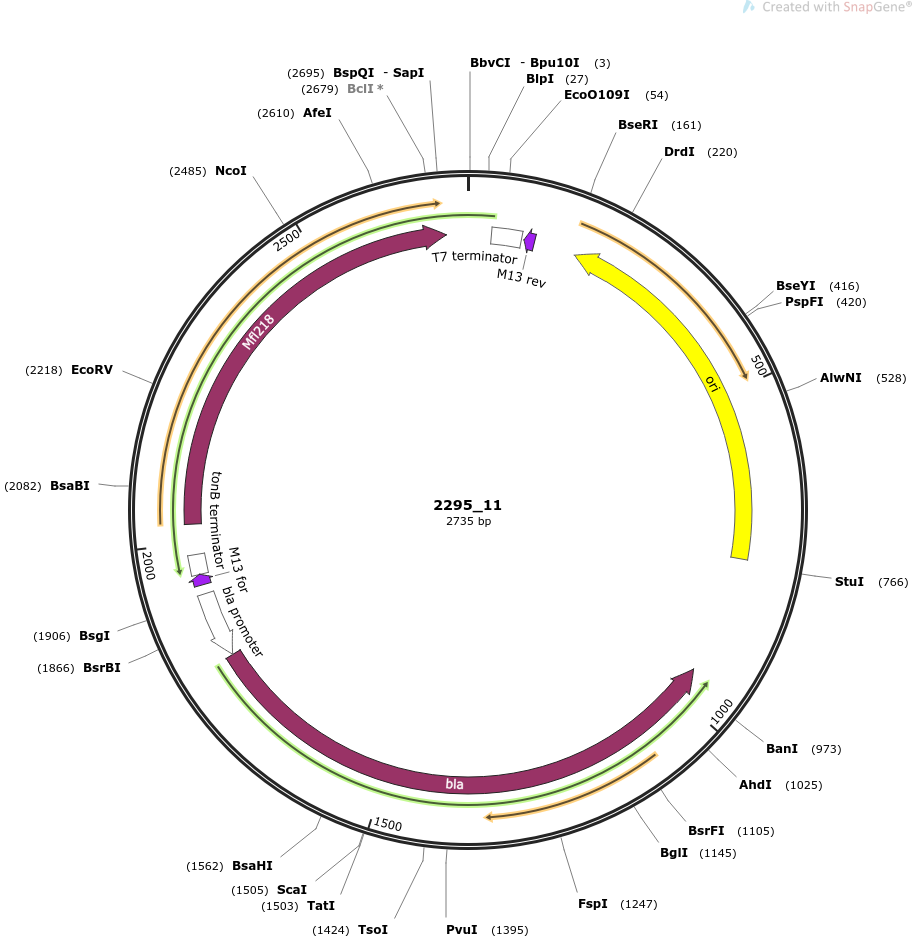 Created with SnapGene®
(2695) BspQI - SapI
BbvCI - Bpu10I (3)
(2679) BclI *
BlpI (27)
(2610) AfeI
EcoO109I (54)
BseRI (161)
DrdI (220)
(2485) NcoI
2500
T7 terminator
M13 rev
BseYI (416)
PspFI (420)
Mfl218
500
(2218) EcoRV
AlwNI (528)
ori
(2082) BsaBI
2295_11
2735 bp
tonB terminator
2000
M13 for
StuI (766)
bla promoter
(1906) BsgI
(1866) BsrBI
1000
BanI (973)
AhdI (1025)
bla
1500
BsrFI (1105)
BglI (1145)
(1562) BsaHI
(1505) ScaI
(1503) TatI
FspI (1247)
(1424) TsoI
PvuI (1395)